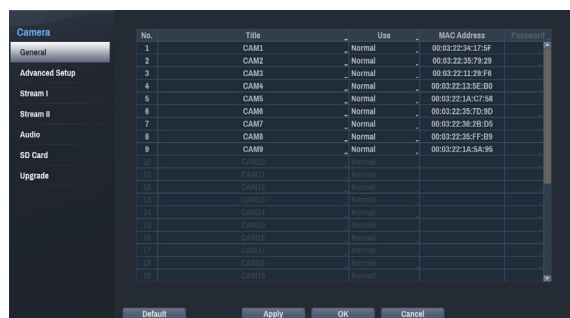 Camera
General
Advanced Setup
Stream I
Stream II
Audio
SD Card
Upgrade
No. Title Use MAC Address Password
1 CAM1 Normal 00:03:22:34:17:5F
2 CAM2 Normal 00:03:22:35:79:29
3 CAM3 Normal 00:03:22:11:29:F6
4 CAM4 Normal 00:03:22:13:5E:B0
5 CAM5 Normal 00:03:22:1A:C7:58
6 CAM6 Normal 00:03:22:35:7D:9D
7 CAM7 Normal 00:03:22:36:2B:D5
8 CAM8 Normal 00:03:22:35:FF:B9
9 CAM9 Normal 00:03:22:1A:5A:95
10 CAM10 Normal
11 CAM11 Normal
12 CAM12 Normal
13 CAM13 Normal
14 CAM14 Normal
15 CAM15 Normal
16 CAM16 Normal
17 CAM17 Normal
18 CAM18 Normal
19 CAM19 Normal
Default Apply OK Cancel